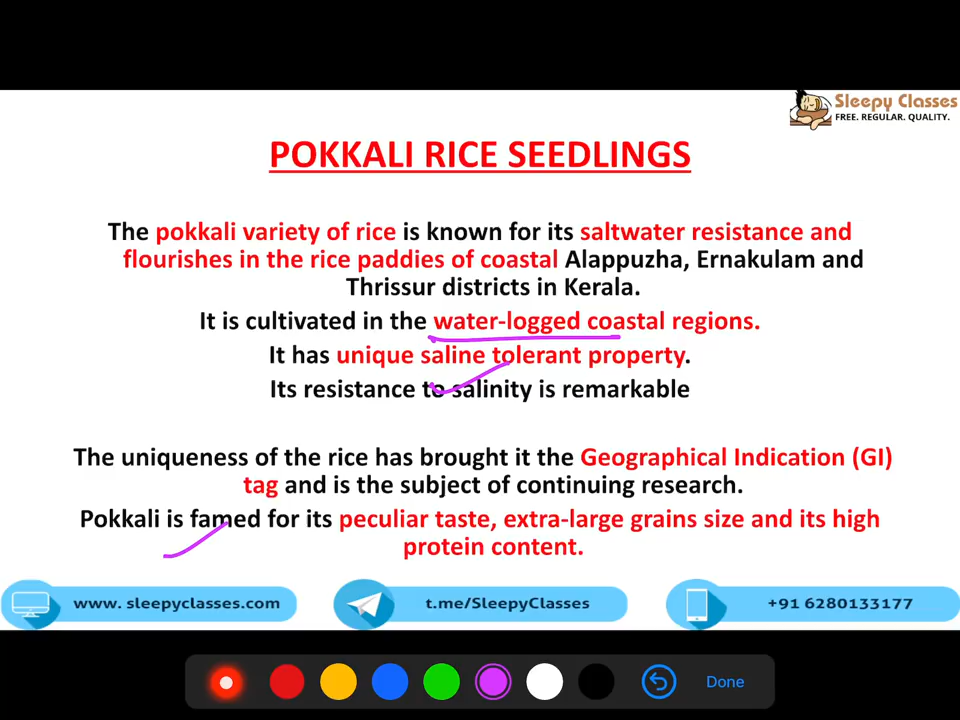 Sleepy Classes
FREE. REGULAR. QUALITY.
POKKALI RICE SEEDLINGS
The pokkali variety of rice is known for its saltwater resistance and
flourishes in the rice paddies of coastal Alappuzha, Ernakulam and
Thrissur districts in Kerala.
It is cultivated in the water-logged coastal regions.
It has unique saline tolerant property.
Its resistance to salinity is remarkable
The uniqueness of the rice has brought it the Geographical Indication (GI)
tag and is the subject of continuing research.
Pokkali is famed for its peculiar taste, extra-large grains size and its high
protein content.
www. sleepyclasses.com
t.me/SleepyClasses
+91 6280133177
Done